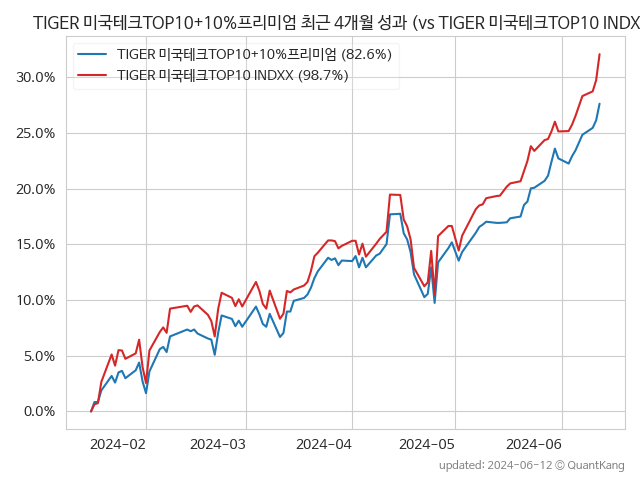 TIGER 미국테크TOP10+10%프리미엄 최근 4개월 성과 (vs TIGER 미국테크TOP10 INDX
TIGER 미국테크TOP10+10%프리미엄 (82.6%)
TIGER 미국테크TOP10 INDXX (98.7%)
30.0%
25.0%
20.0%
15.0%
10.0%
5.0%
0.0%
2024-02 2024-03 2024-04 2024-05 2024-06
updated: 2024-06-12 © QuantKang